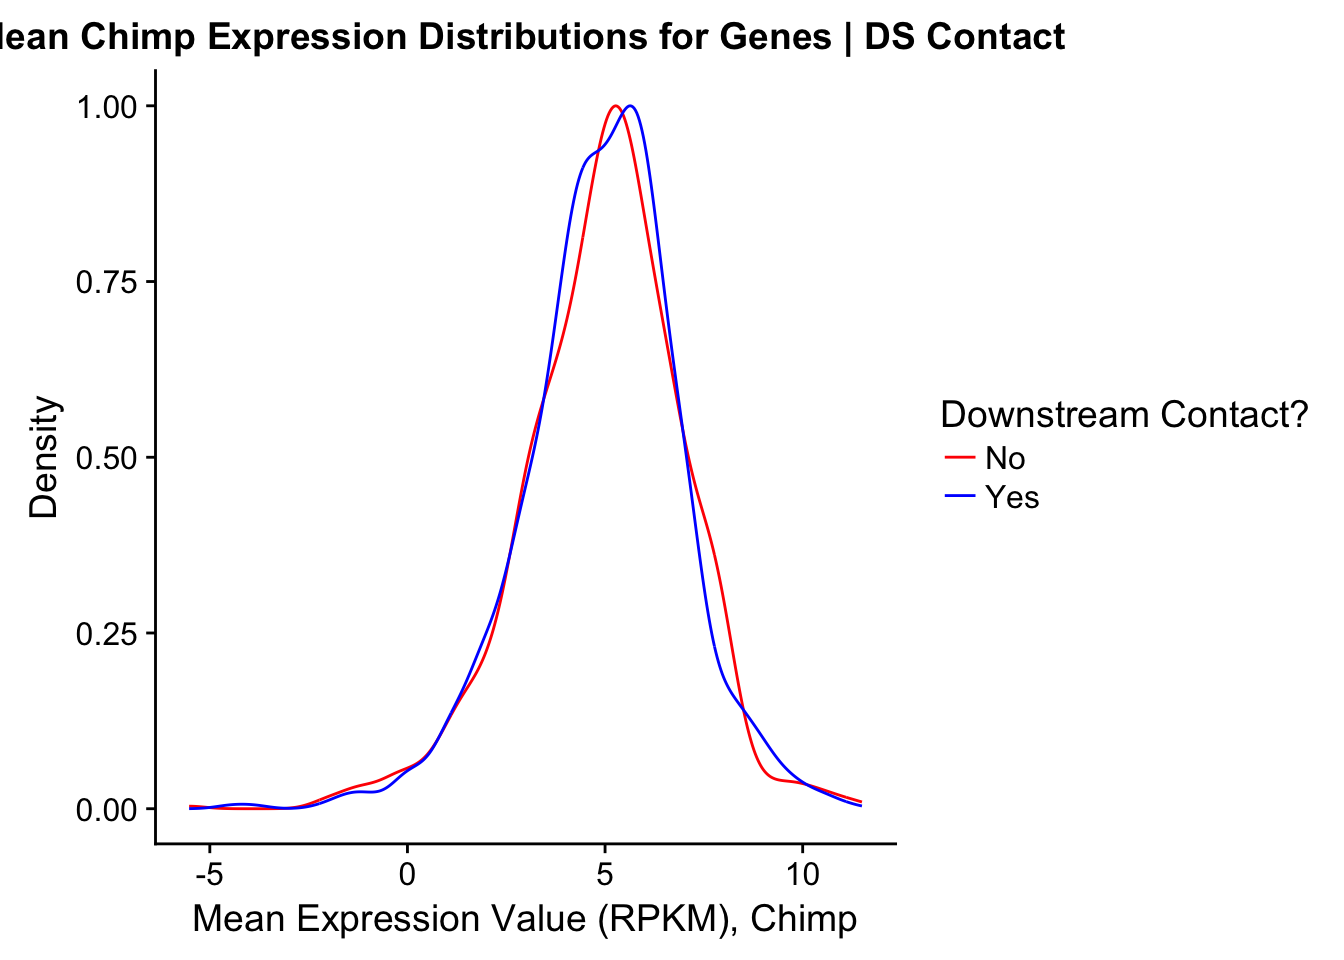 lean Chimp Expression Distributions for Genes | DS Contact
1.00
0.75
0.50
0.25
0.00
Density
-5 0 5 10
Mean Expression Value (RPKM), Chimp
Downstream Contact?
No
Yes